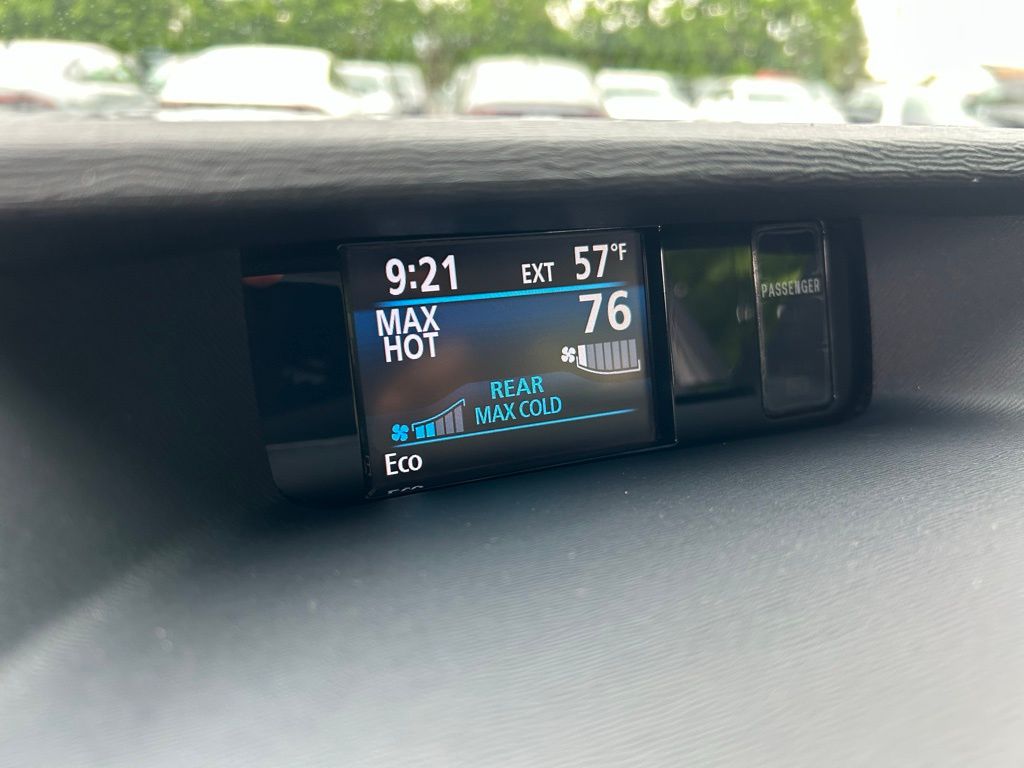 9:21 EXT 57°F
MAX 76
HOT
REAR
MAX COLD
Eco
PASSENGER